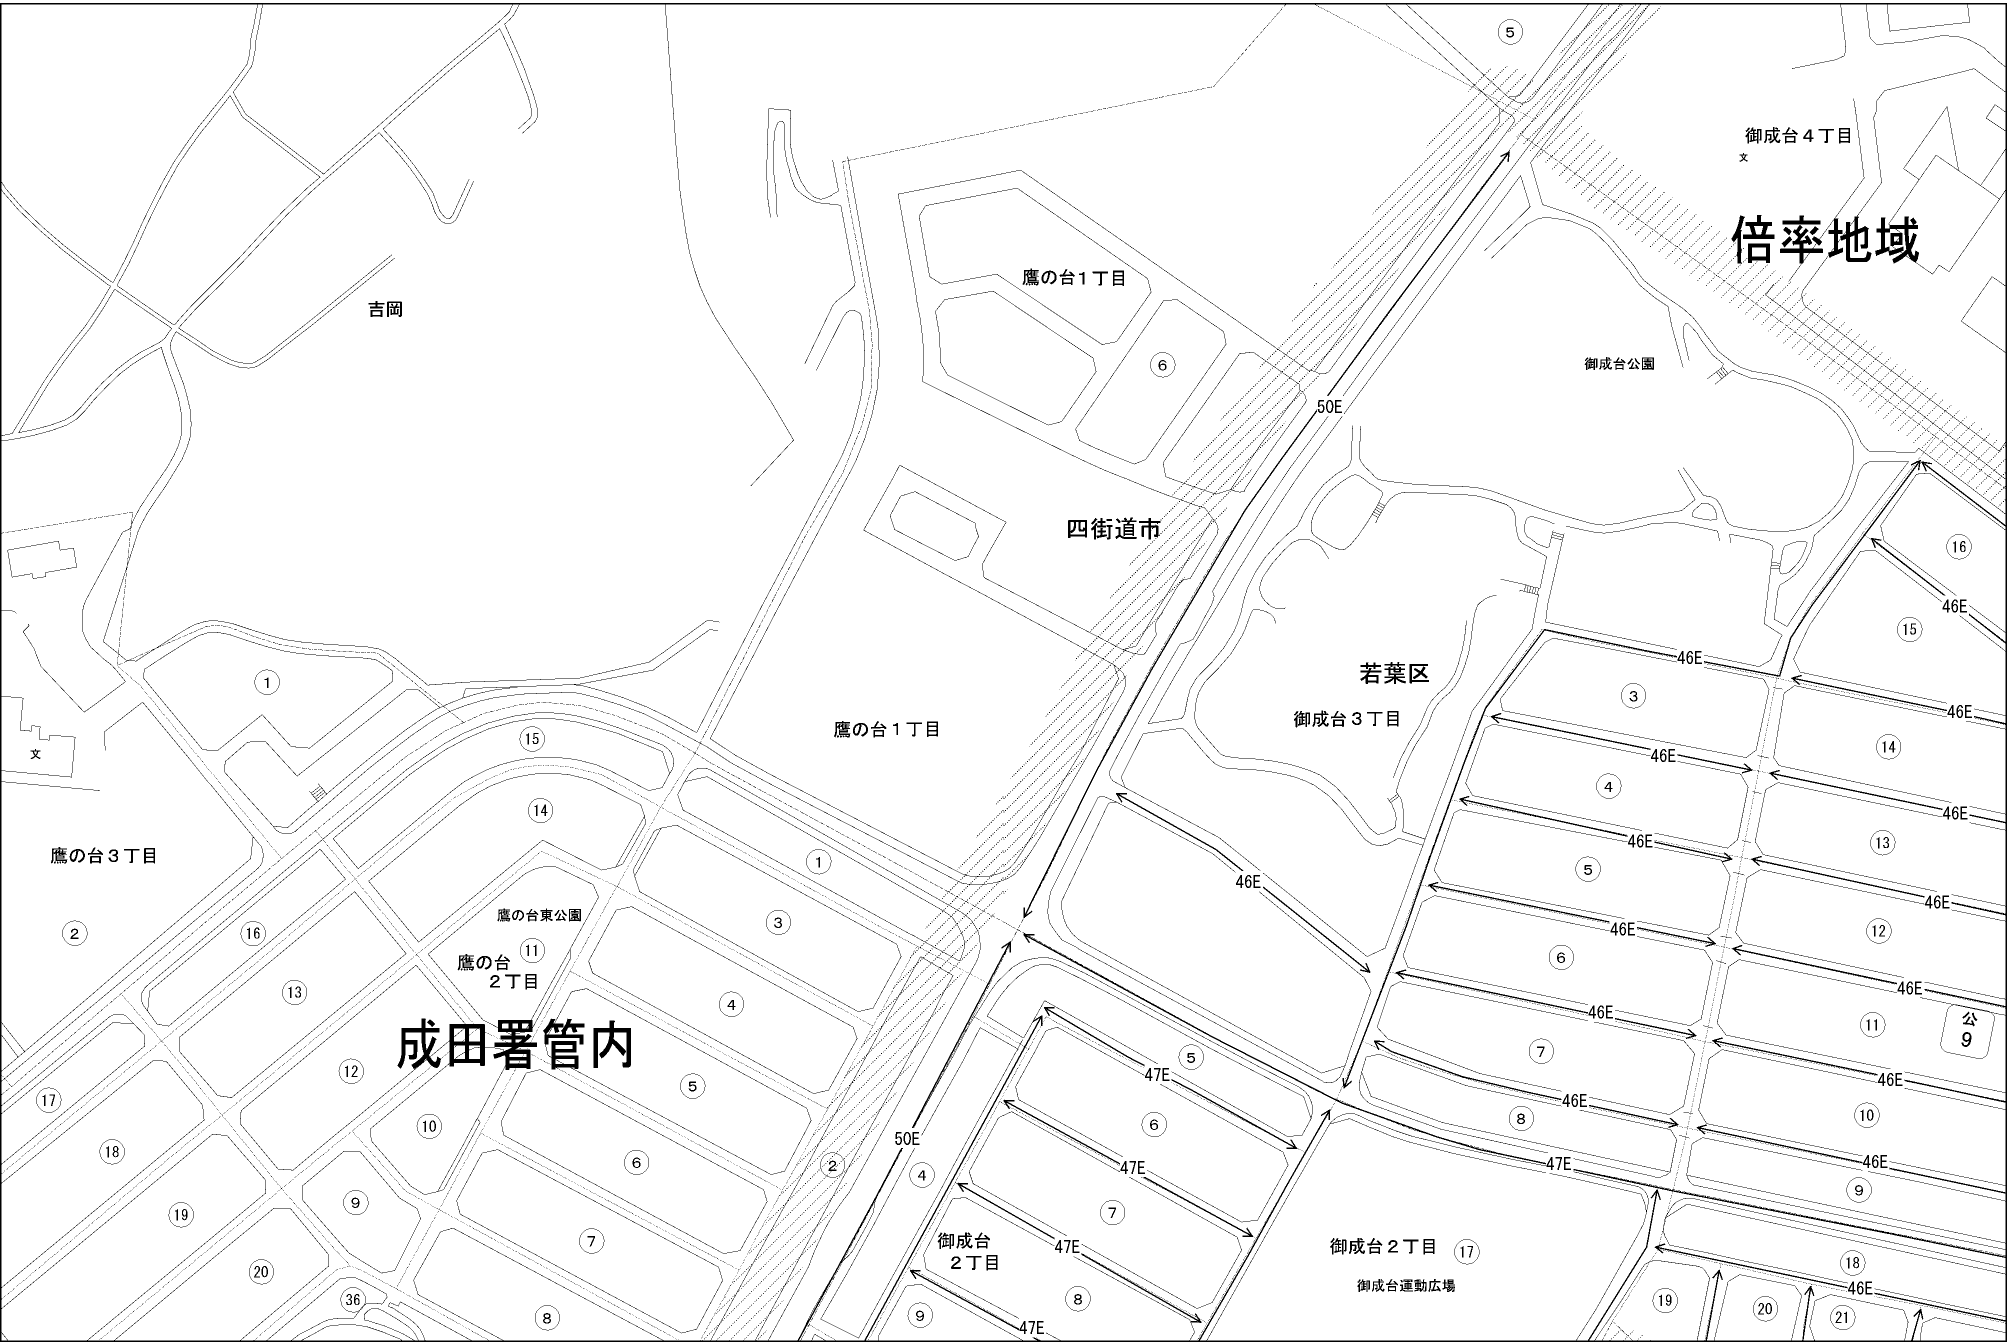 ⑤
御成台４丁目
文
倍率地域
鷹の台１丁目
吉岡
⑥
御成台公園
50E
四街道市
⑯
46E
⑮
46E
若葉区
①
③
46E
御成台３丁目
鷹の台１丁目
⑮
⑭
文
46E
④
⑭
46E
46E
⑬
鷹の台３丁目
①
⑤
46E
46E
鷹の台東公園
③
②
⑯
⑪
46E
⑫
鷹の台
２丁目
⑥
⑬
④
46E
46E
公
9
⑪
成田署管内
⑤
⑦
⑫
47E
⑤
46E
⑰
46E
⑩
⑩
⑥
⑧
50E
⑱
⑥
②
47E
④
47E
46E
⑨
⑨
⑲
⑦
⑦
御成台
２丁目
47E
御成台２丁目
⑰
⑱
⑳
御成台運動広場
46E
㊱
⑧
⑨
⑧
47E
⑲
⑳
㉑